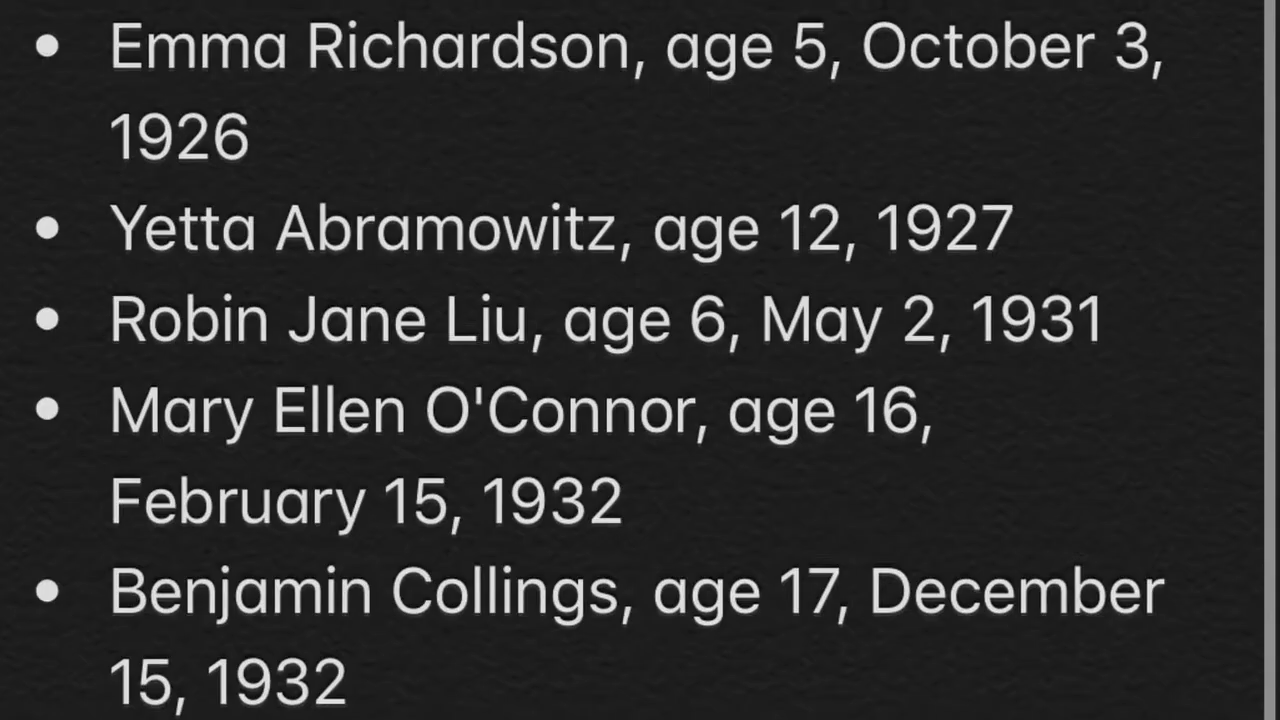 • Emma Richardson, age 5, October 3,
1926
• Yetta Abramowitz, age 12, 1927
• Robin Jane Liu, age 6, May 2, 1931
• Mary Ellen O'Connor, age 16,
February 15, 1932
• Benjamin Collings, age 17, December
15, 1932